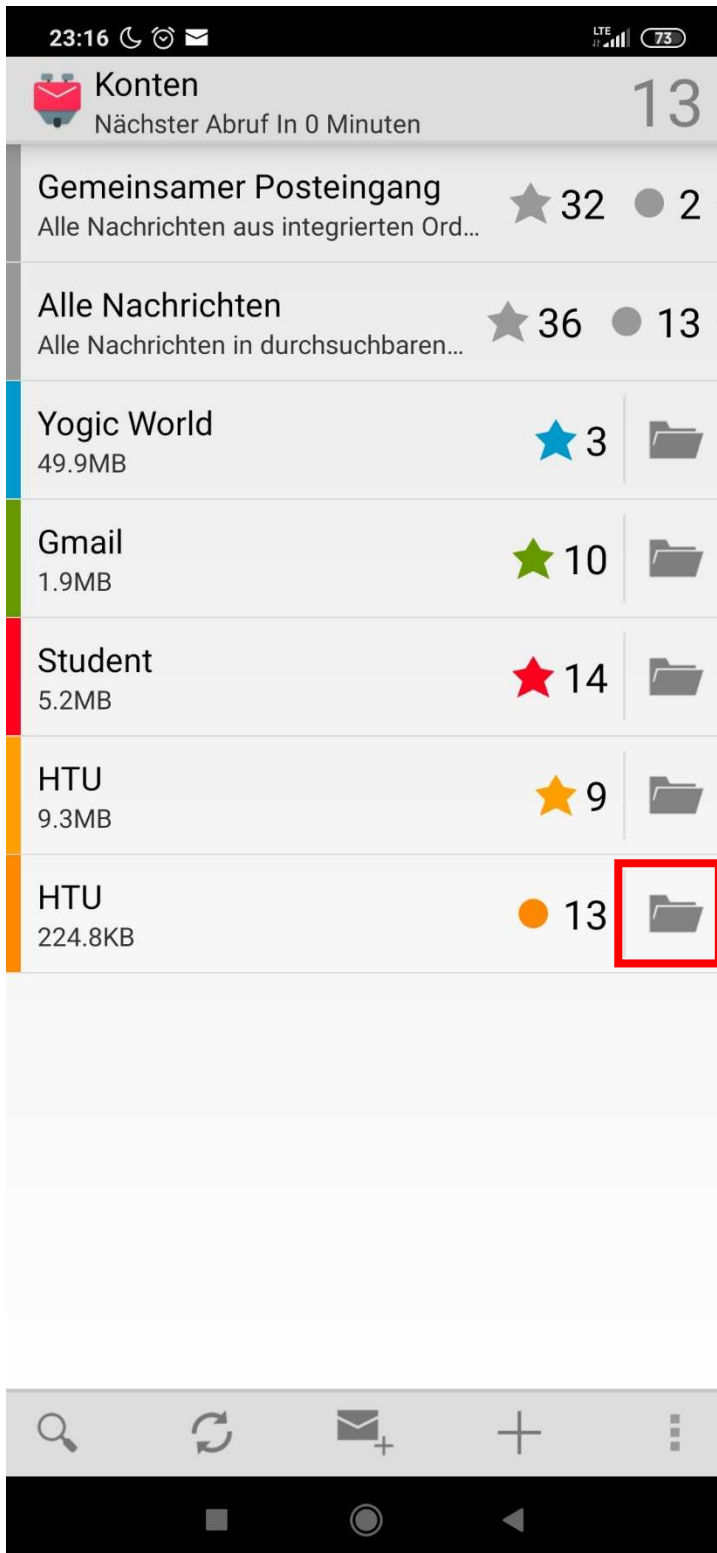 23:16 LTE 73
Konten 13
Nächster Abruf In 0 Minuten
Gemeinsamer Posteingang 32 2
Alle Nachrichten aus integrierten Ord...
Alle Nachrichten 36 13
Alle Nachrichten in durchsuchbaren...
Yogic World 3
49.9MB
Gmail 10
1.9MB
Student 14
5.2MB
HTU 9
9.3MB
HTU 13
224.8KB